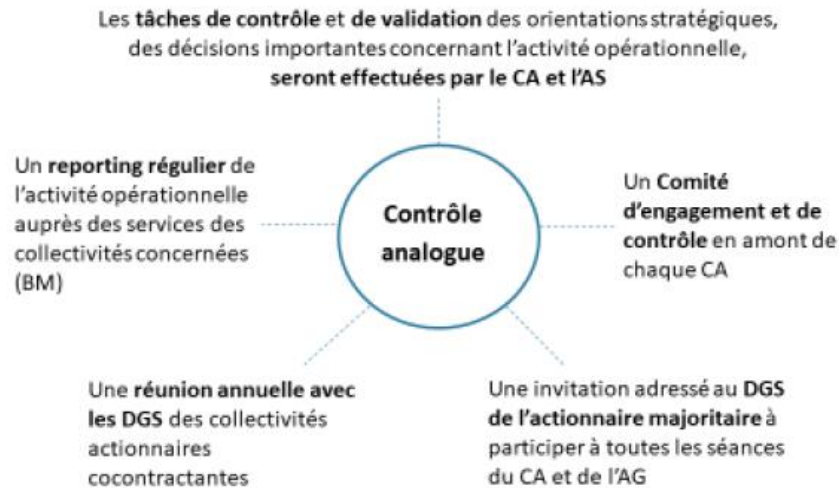 Les tâches de contrôle et de validation des orientations stratégiques,
des décisions importantes concernant l'activité opérationnelle,
seront effectuées par le CA et l'AS
Un reporting régulier de
l'activité opérationnelle
auprès des services des
collectivités concernées
(BM)
Contrôle
analogue
Un Comité
d'engagement et de
contrôle en amont de
chaque CA
Une réunion annuelle avec
les DGS des collectivités
actionnaires
cocontractantes
Une invitation adressé au DGS
de l'actionnaire majoritaire à
participer à toutes les séances
du CA et de l'AG